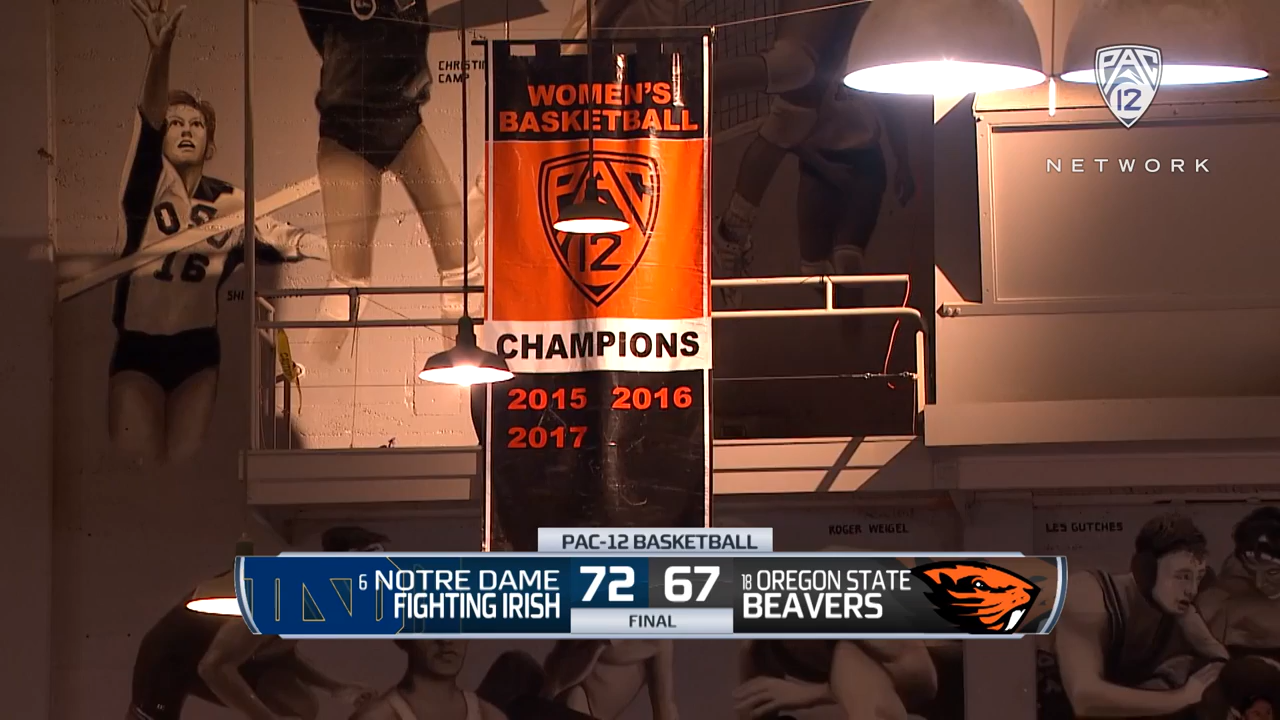 CHRISTIN
CAMP
WOMEN'S
BASKETBALL
PAC
12
NETWORK
OSU
16
PAC
12
CHAMPIONS
2015 2016
2017
ROGER WEIGEL
LES GUTCHES
PAC-12 BASKETBALL
6 NOTRE DAME
FIGHTING IRISH
72
67
18 OREGON STATE
BEAVERS
FINAL